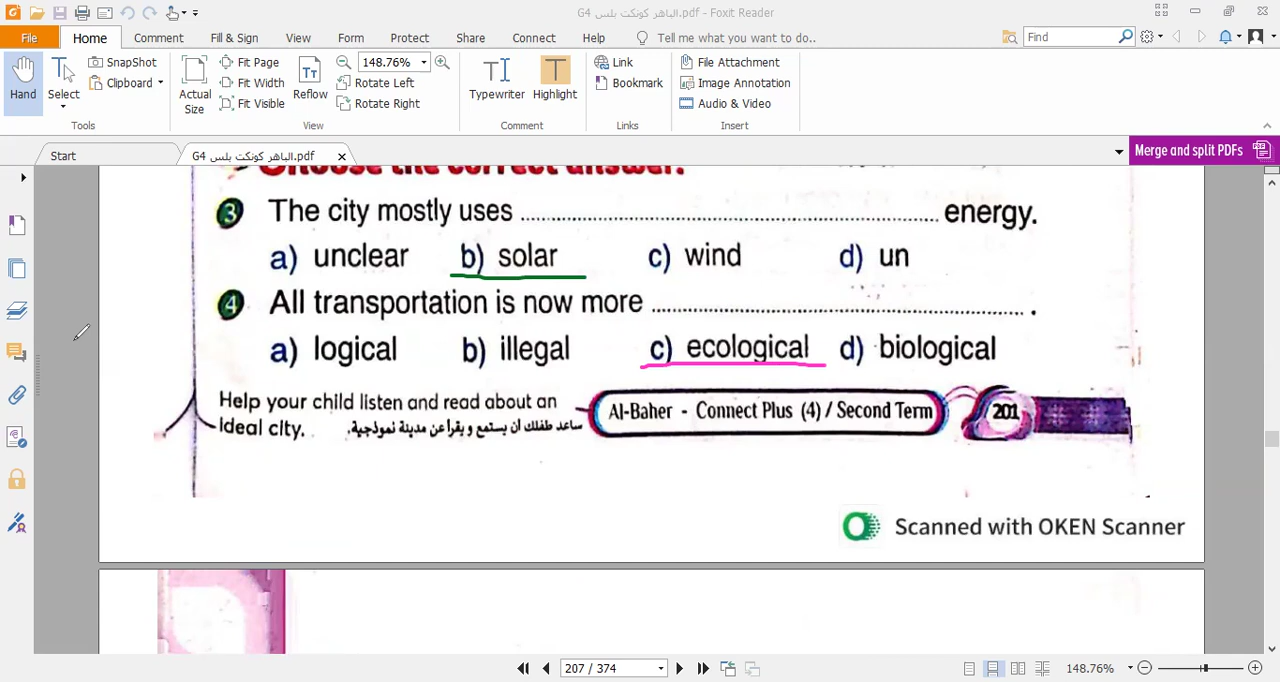 G4 الباهر كونكت بلس.pdf - Foxit Reader
File Home Comment Fill & Sign View Form Protect Share Connect Help Tell me what you want to do.. Find
Hand Select SnapShot Clipboard Actual Size Fit Page Fit Width Fit Visible Reflow 148.76% Rotate Left Rotate Right Typewriter Highlight Link Bookmark File Attachment Image Annotation Audio & Video
Tools View Comment Links Insert
Start G4 الباهر كونكت بلس.pdf Merge and split PDFs
Choose the correct answer.
3 The city mostly uses ........................................ energy.
a) unclear b) solar c) wind d) un
4 All transportation is now more ........................................ .
a) logical b) illegal c) ecological d) biological
Help your child listen and read about an
Ideal city.
ساعد طفلك أن يستمع و يقرأ عن مدينة نموذجية.
Al-Baher - Connect Plus (4) / Second Term 201
Scanned with OKEN Scanner
207 / 374 148.76%